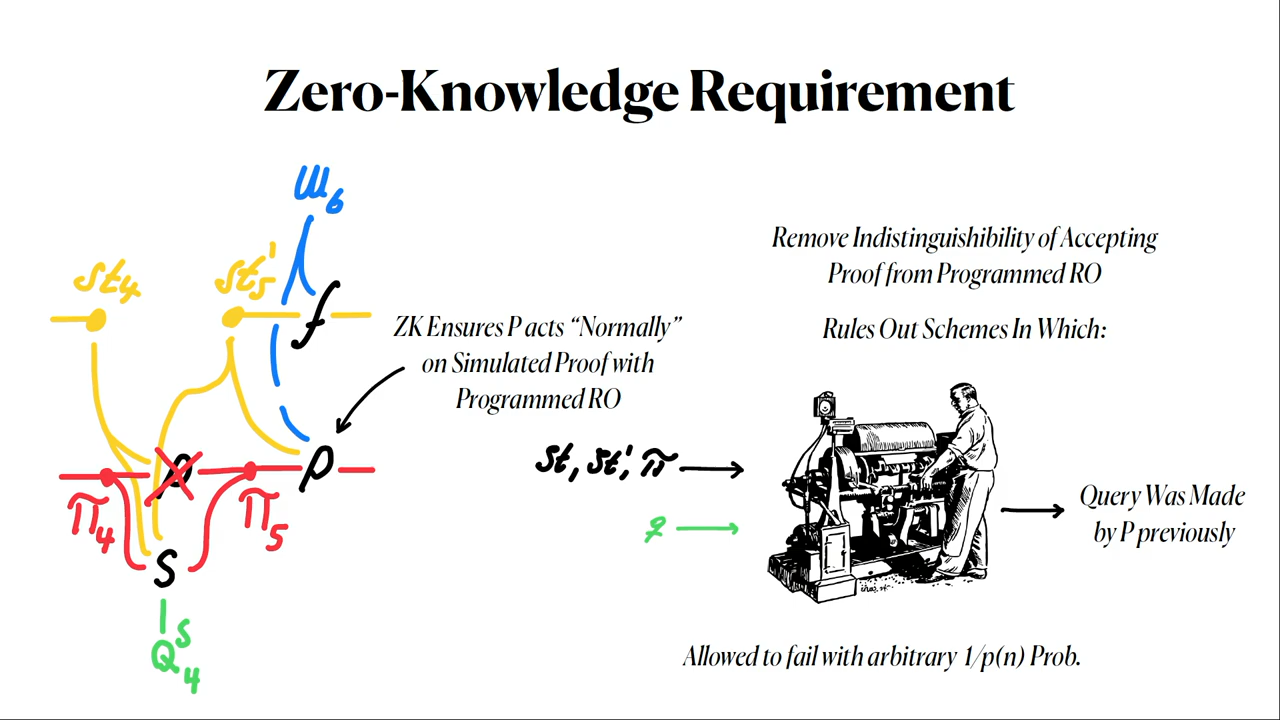 Zero-Knowledge Requirement
W₆
st₄
st₅'
f
ZK Ensures P acts “Normally”
on Simulated Proof with
Programmed RO
P
P
π₄
π₅
S
Q₄ˢ
Remove Indistinguishibility of Accepting
Proof from Programmed RO
Rules Out Schemes In Which:
st, st', π
q
Query Was Made
by P previously
Allowed to fail with arbitrary 1/p(n) Prob.